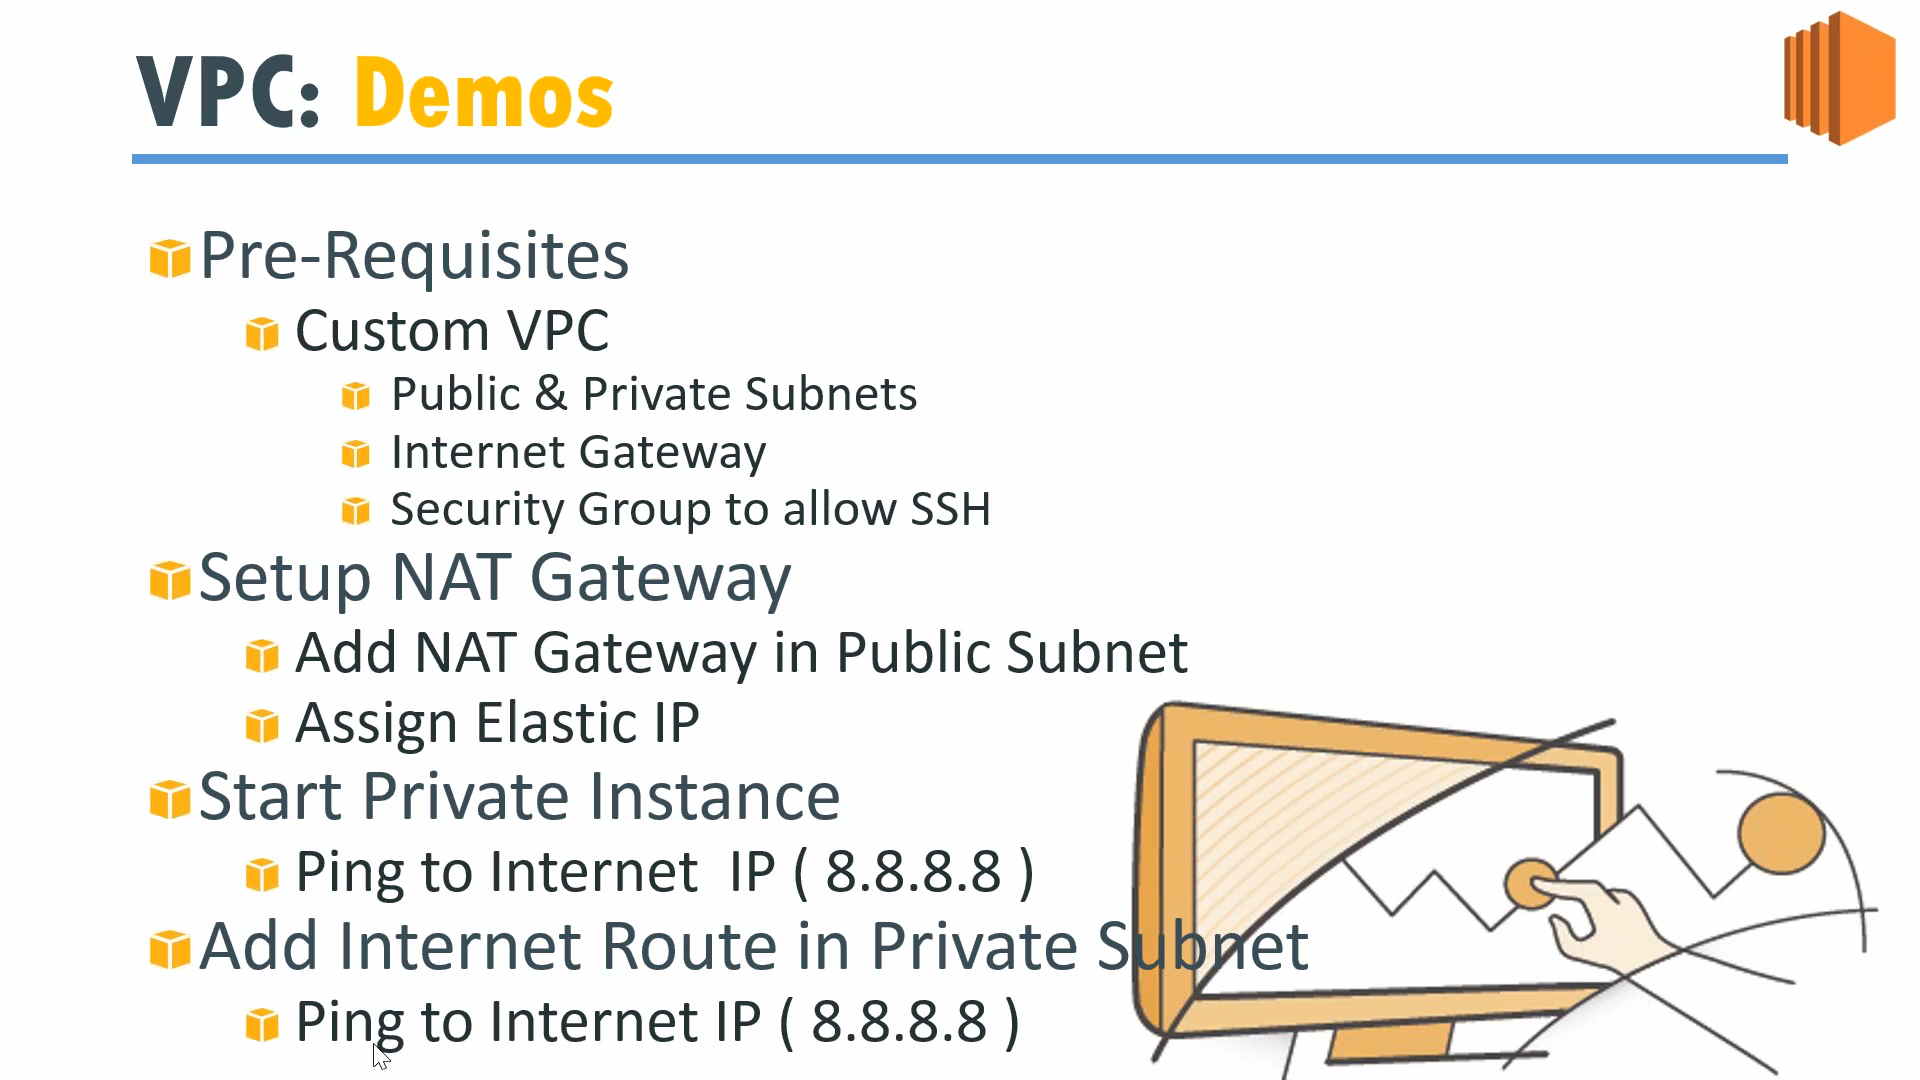 VPC: Demos
Pre-Requisites
Custom VPC
Public & Private Subnets
Internet Gateway
Security Group to allow SSH
Setup NAT Gateway
Add NAT Gateway in Public Subnet
Assign Elastic IP
Start Private Instance
Ping to Internet  IP ( 8.8.8.8 )
Add Internet Route in Private Subnet
Ping to Internet IP ( 8.8.8.8 )